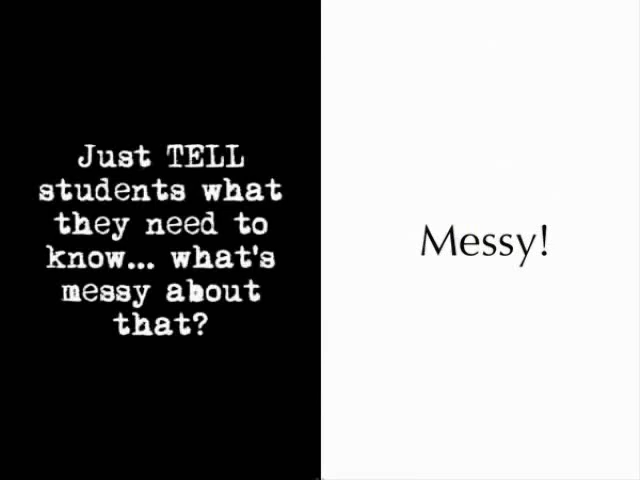 Just TELL
students what
they need to
know... what's
messy about
that?
Messy!